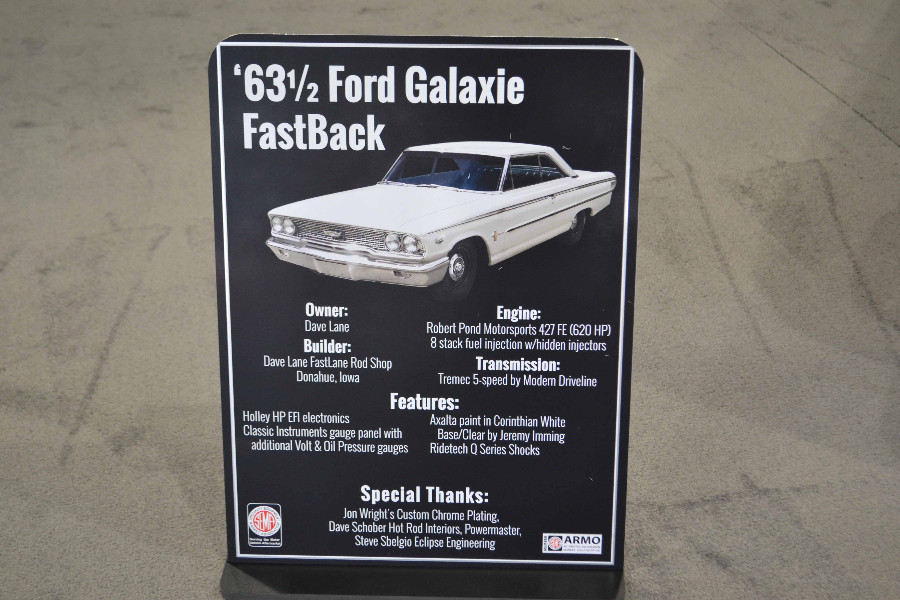 ‘63½ Ford Galaxie
FastBack
Owner:
Dave Lane
Builder:
Dave Lane FastLane Rod Shop
Donahue, Iowa
Engine:
Robert Pond Motorsports 427 FE (620 HP)
8 stack fuel injection w/hidden injectors
Transmission:
Tremec 5-speed by Modern Driveline
Features:
Holley HP EFI electronics
Classic Instruments gauge panel with
additional Volt & Oil Pressure gauges
Axalta paint in Corinthian White
Base/Clear by Jeremy Imming
Ridetech Q Series Shocks
Special Thanks:
Jon Wright's Custom Chrome Plating,
Dave Schober Hot Rod Interiors, Powermaster,
Steve Sbelgio Eclipse Engineering
SEMA
ARMO